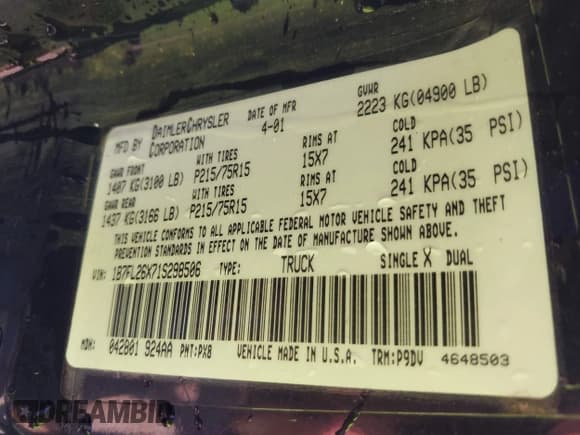 MFD BY DAIMLERCHRYSLER CORPORATION DATE OF MFR 4-01 GVWR 2223 KG(04900 LB)
GAWR FRONT 1407 KG(3100 LB) WITH TIRES P215/75R15 RIMS AT 15X7 COLD 241 KPA(35 PSI)
GAWR REAR 1437 KG(3166 LB) WITH TIRES P215/75R15 RIMS AT 15X7 COLD 241 KPA(35 PSI)
THIS VEHICLE CONFORMS TO ALL APPLICABLE FEDERAL MOTOR VEHICLE SAFETY AND THEFT
PREVENTION STANDARDS IN EFFECT ON THE DATE OF MANUFACTURE SHOWN ABOVE.
VIN: 1B7FL26X71S298506 TYPE: TRUCK SINGLE X DUAL
MDH: 042801 924AA PNT:PX8 VEHICLE MADE IN U.S.A. TRM:P9DV 4648503
DREAMBID